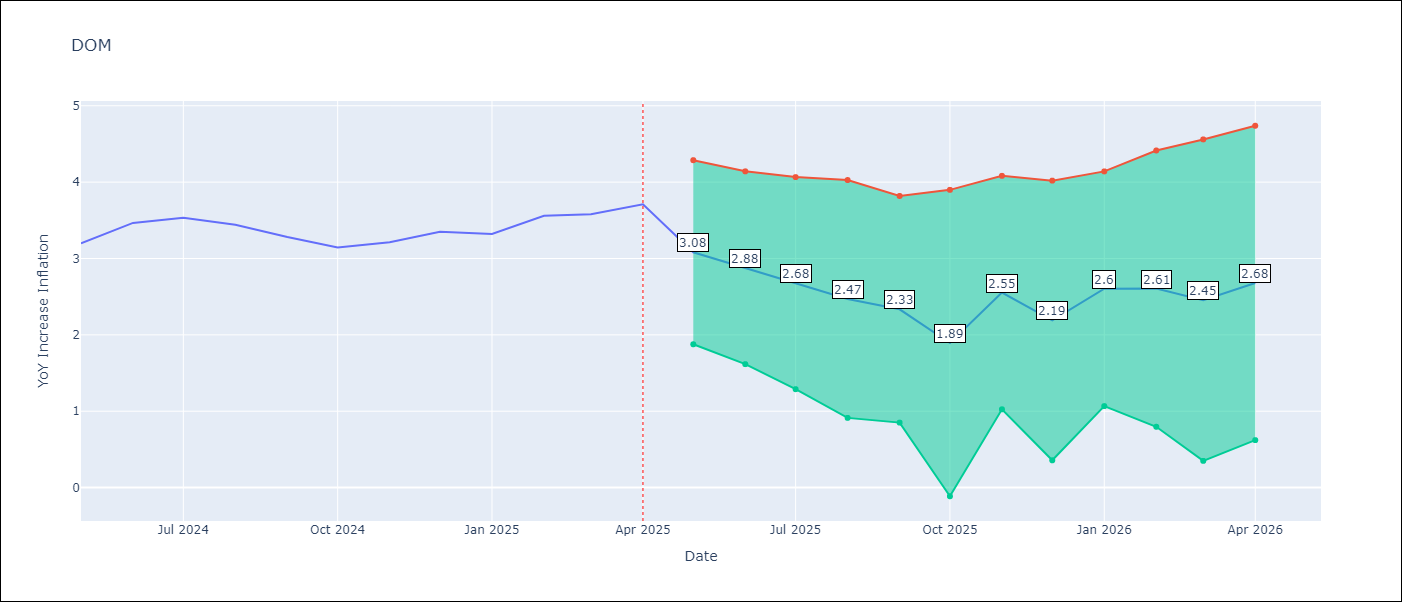 DOM
5
4
3
2
1
0
YoY Increase Inflation
3.08
2.88
2.68
2.47
2.33
1.89
2.55
2.19
2.6
2.61
2.45
2.68
Jul 2024
Oct 2024
Jan 2025
Apr 2025
Jul 2025
Oct 2025
Jan 2026
Apr 2026
Date